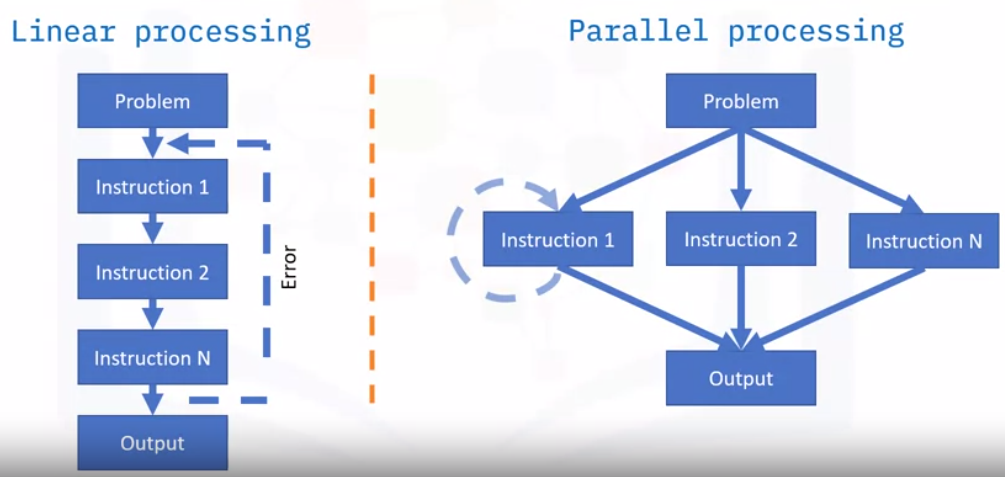 Linear processing
Problem
Instruction 1
Instruction 2
Instruction N
Output
Error
Parallel processing
Problem
Instruction 1
Instruction 2
Instruction N
Output